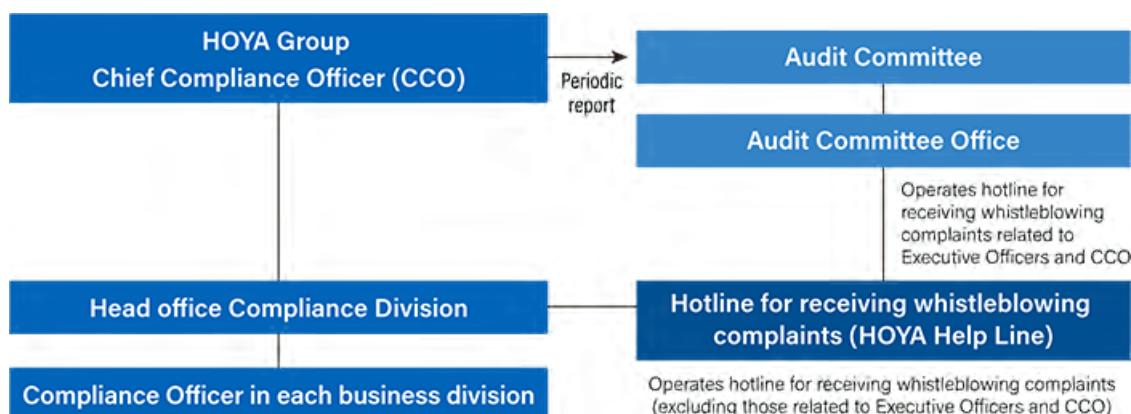 HOYA Group
Chief Compliance Officer (CCO)
Periodic
report
Audit Committee
Audit Committee Office
Operates hotline for
receiving whistleblowing
complaints related to
Executive Officers and CCO
Head office Compliance Division
Hotline for receiving whistleblowing
complaints (HOYA Help Line)
Compliance Officer in each business division
Operates hotline for receiving whistleblowing complaints
(excluding those related to Executive Officers and CCO)